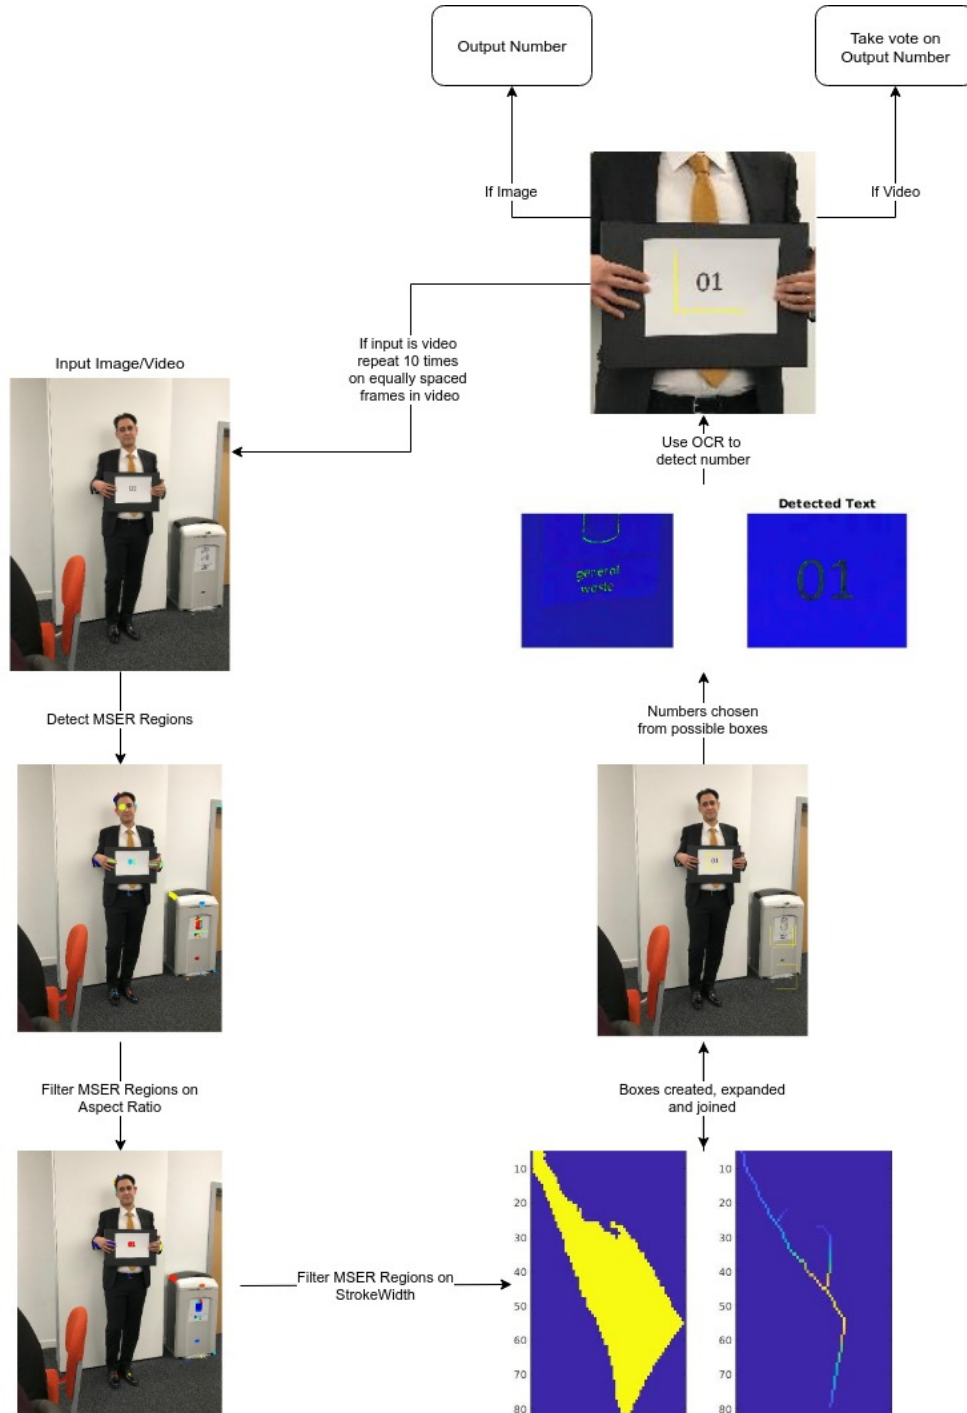 Output Number
Take vote on
Output Number
If Image
If Video
01
If input is video
repeat 10 times
on equally spaced
frames in video
Input Image/Video
Use OCR to
detect number
Detected Text
general
waste
01
Detect MSER Regions
Numbers chosen
from possible boxes
01
Filter MSER Regions on
Aspect Ratio
Boxes created, expanded
and joined
01
Filter MSER Regions on
StrokeWidth
10
20
30
40
50
60
70
80
10
20
30
40
50
60
70
80